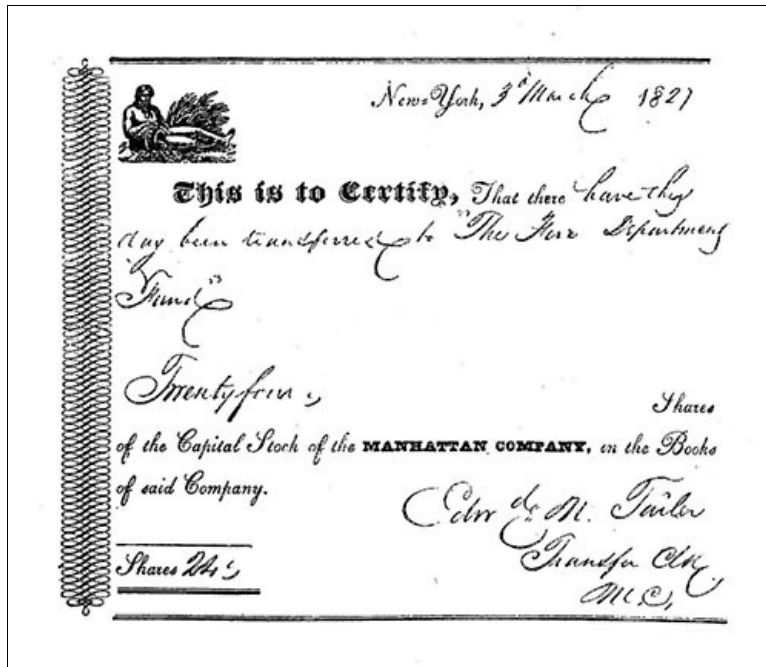 New-York, 3d March 1827
This is to Certify, That there have this
day been transferred to "The Fire Department
Fund"
Twenty four
Shares
of the Capital Stock of the MANHATTAN COMPANY, in the Books
of said Company.
Edwd. N. Tailer
Transfer Clk
M.C,
Shares 24